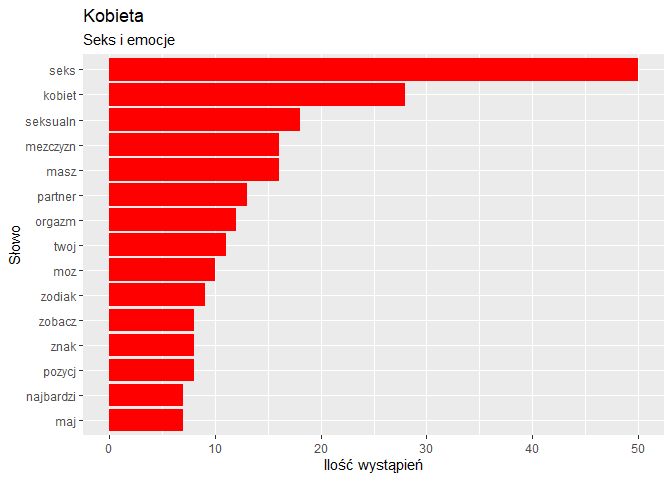 Kobieta
Seks i emocje
seks
kobiet
seksualn
mezczyzn
masz
partner
orgazm
twoj
moz
zodiak
zobacz
znak
pozycj
najbardzi
maj
Słowo
0 10 20 30 40 50
Ilość wystąpień